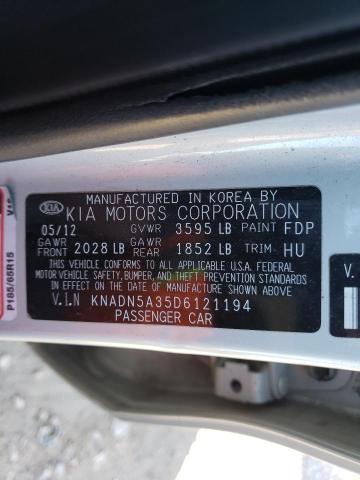 MANUFACTURED IN KOREA BY
KIA KIA MOTORS CORPORATION
05/12 GVWR 3595 LB PAINT FDP
GAWR FRONT 2028 LB GAWR REAR 1852 LB TRIM HU
THIS VEHICLE CONFORMS TO ALL APPLICABLE U.S. FEDERAL
MOTOR VEHICLE SAFETY, BUMPER, AND THEFT PREVENTION
STANDARDS IN EFFECT ON THE DATE OF
MANUFACTURE SHOWN ABOVE.
V.I.N KNADN5A35D6121194
PASSENGER CAR
P185/65R15
V.I.N